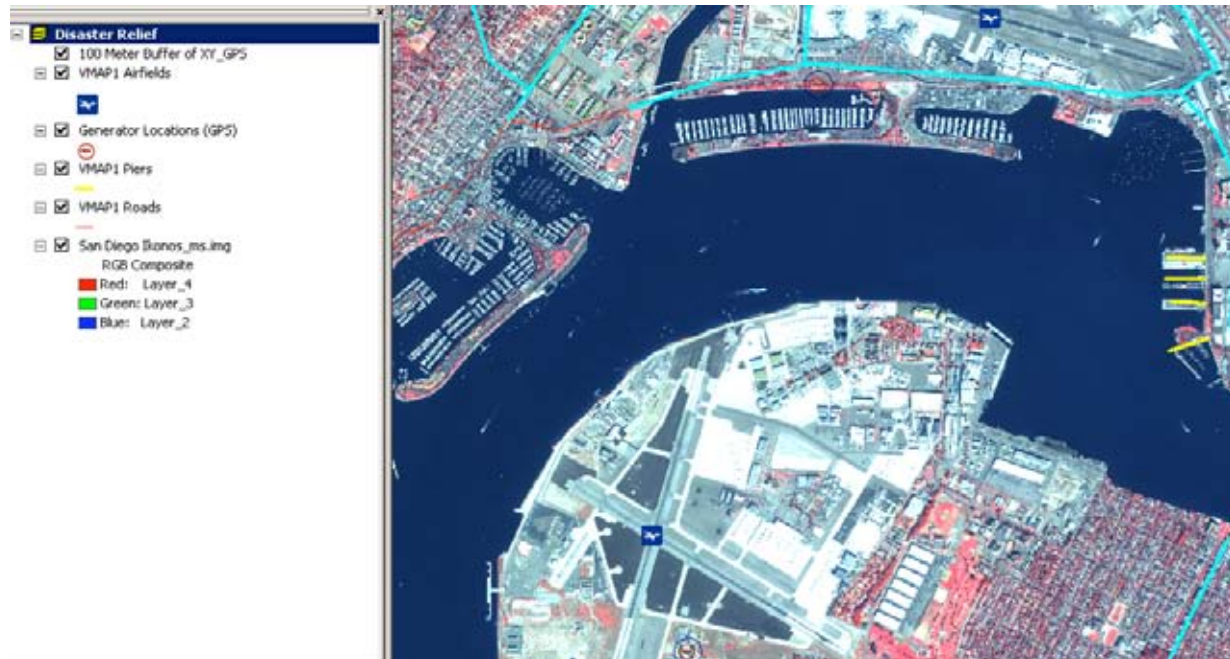 Disaster Relief
100 Meter Buffer of XY_GPS
VMAP1 Airfields
Generator Locations (GPS)
VMAP1 Piers
VMAP1 Roads
San Diego Ikonos_ms.img
RGB Composite
Red: Layer_4
Green: Layer_3
Blue: Layer_2